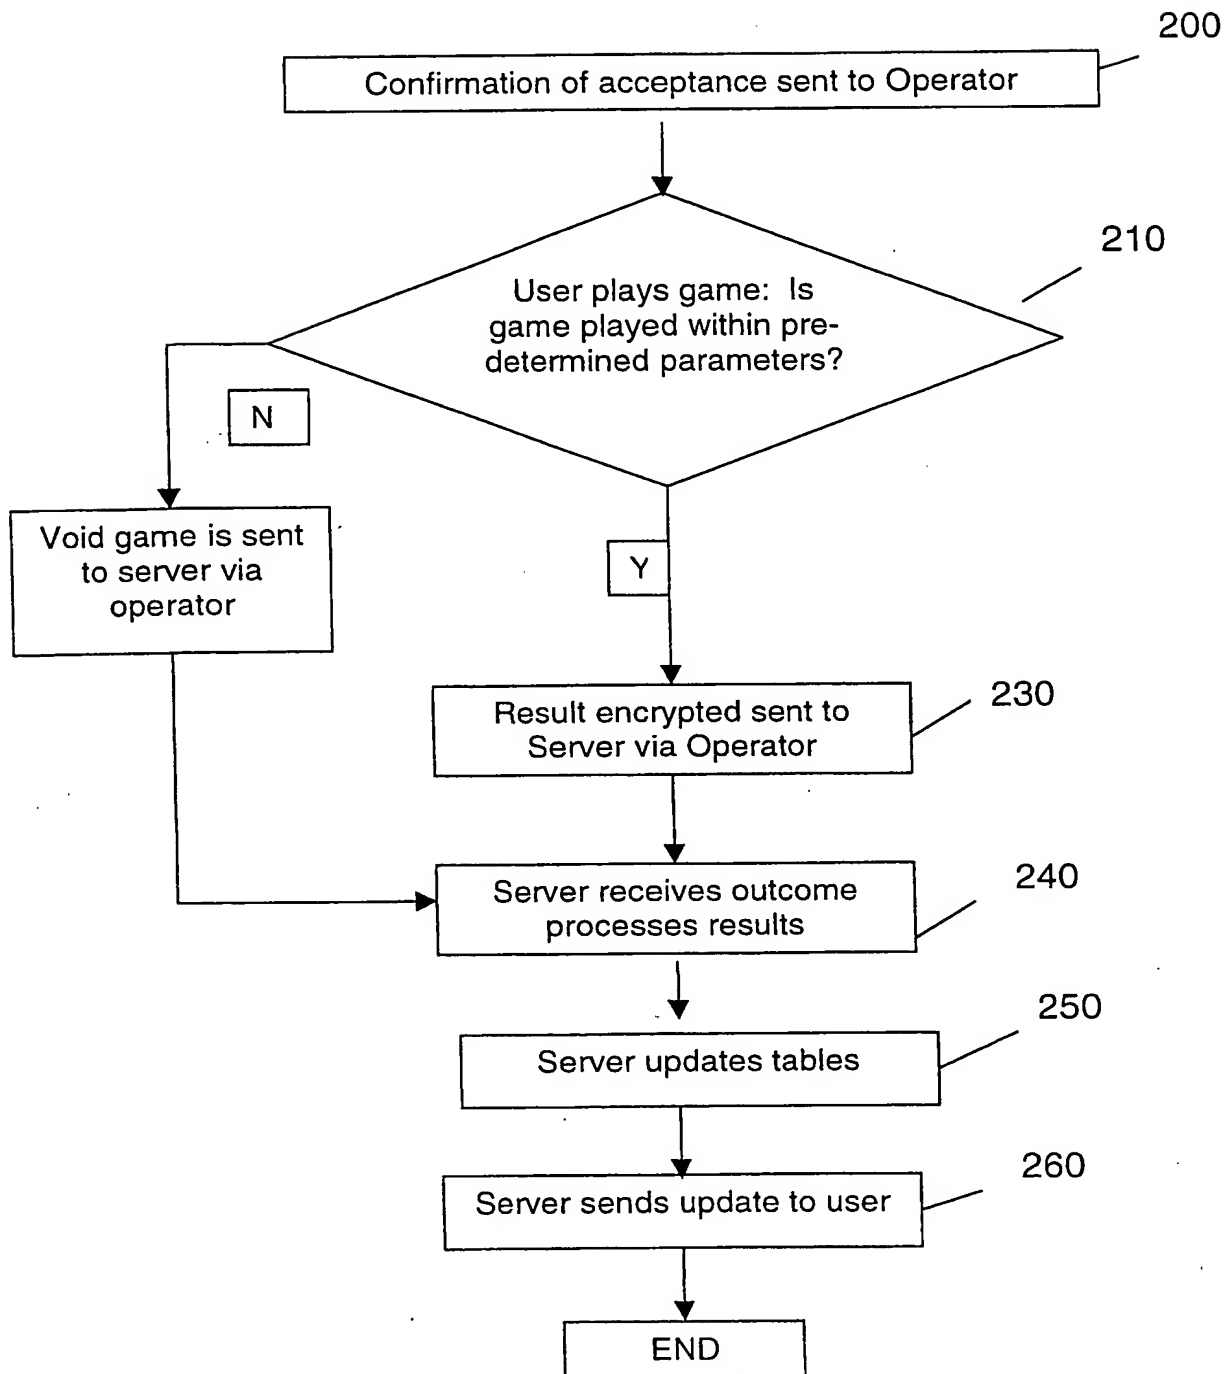 200
Confirmation of acceptance sent to Operator
210
User plays game: Is
game played within pre-
determined parameters?
N
Void game is sent
to server via
operator
Y
230
Result encrypted sent to
Server via Operator
240
Server receives outcome
processes results
250
Server updates tables
260
Server sends update to user
END